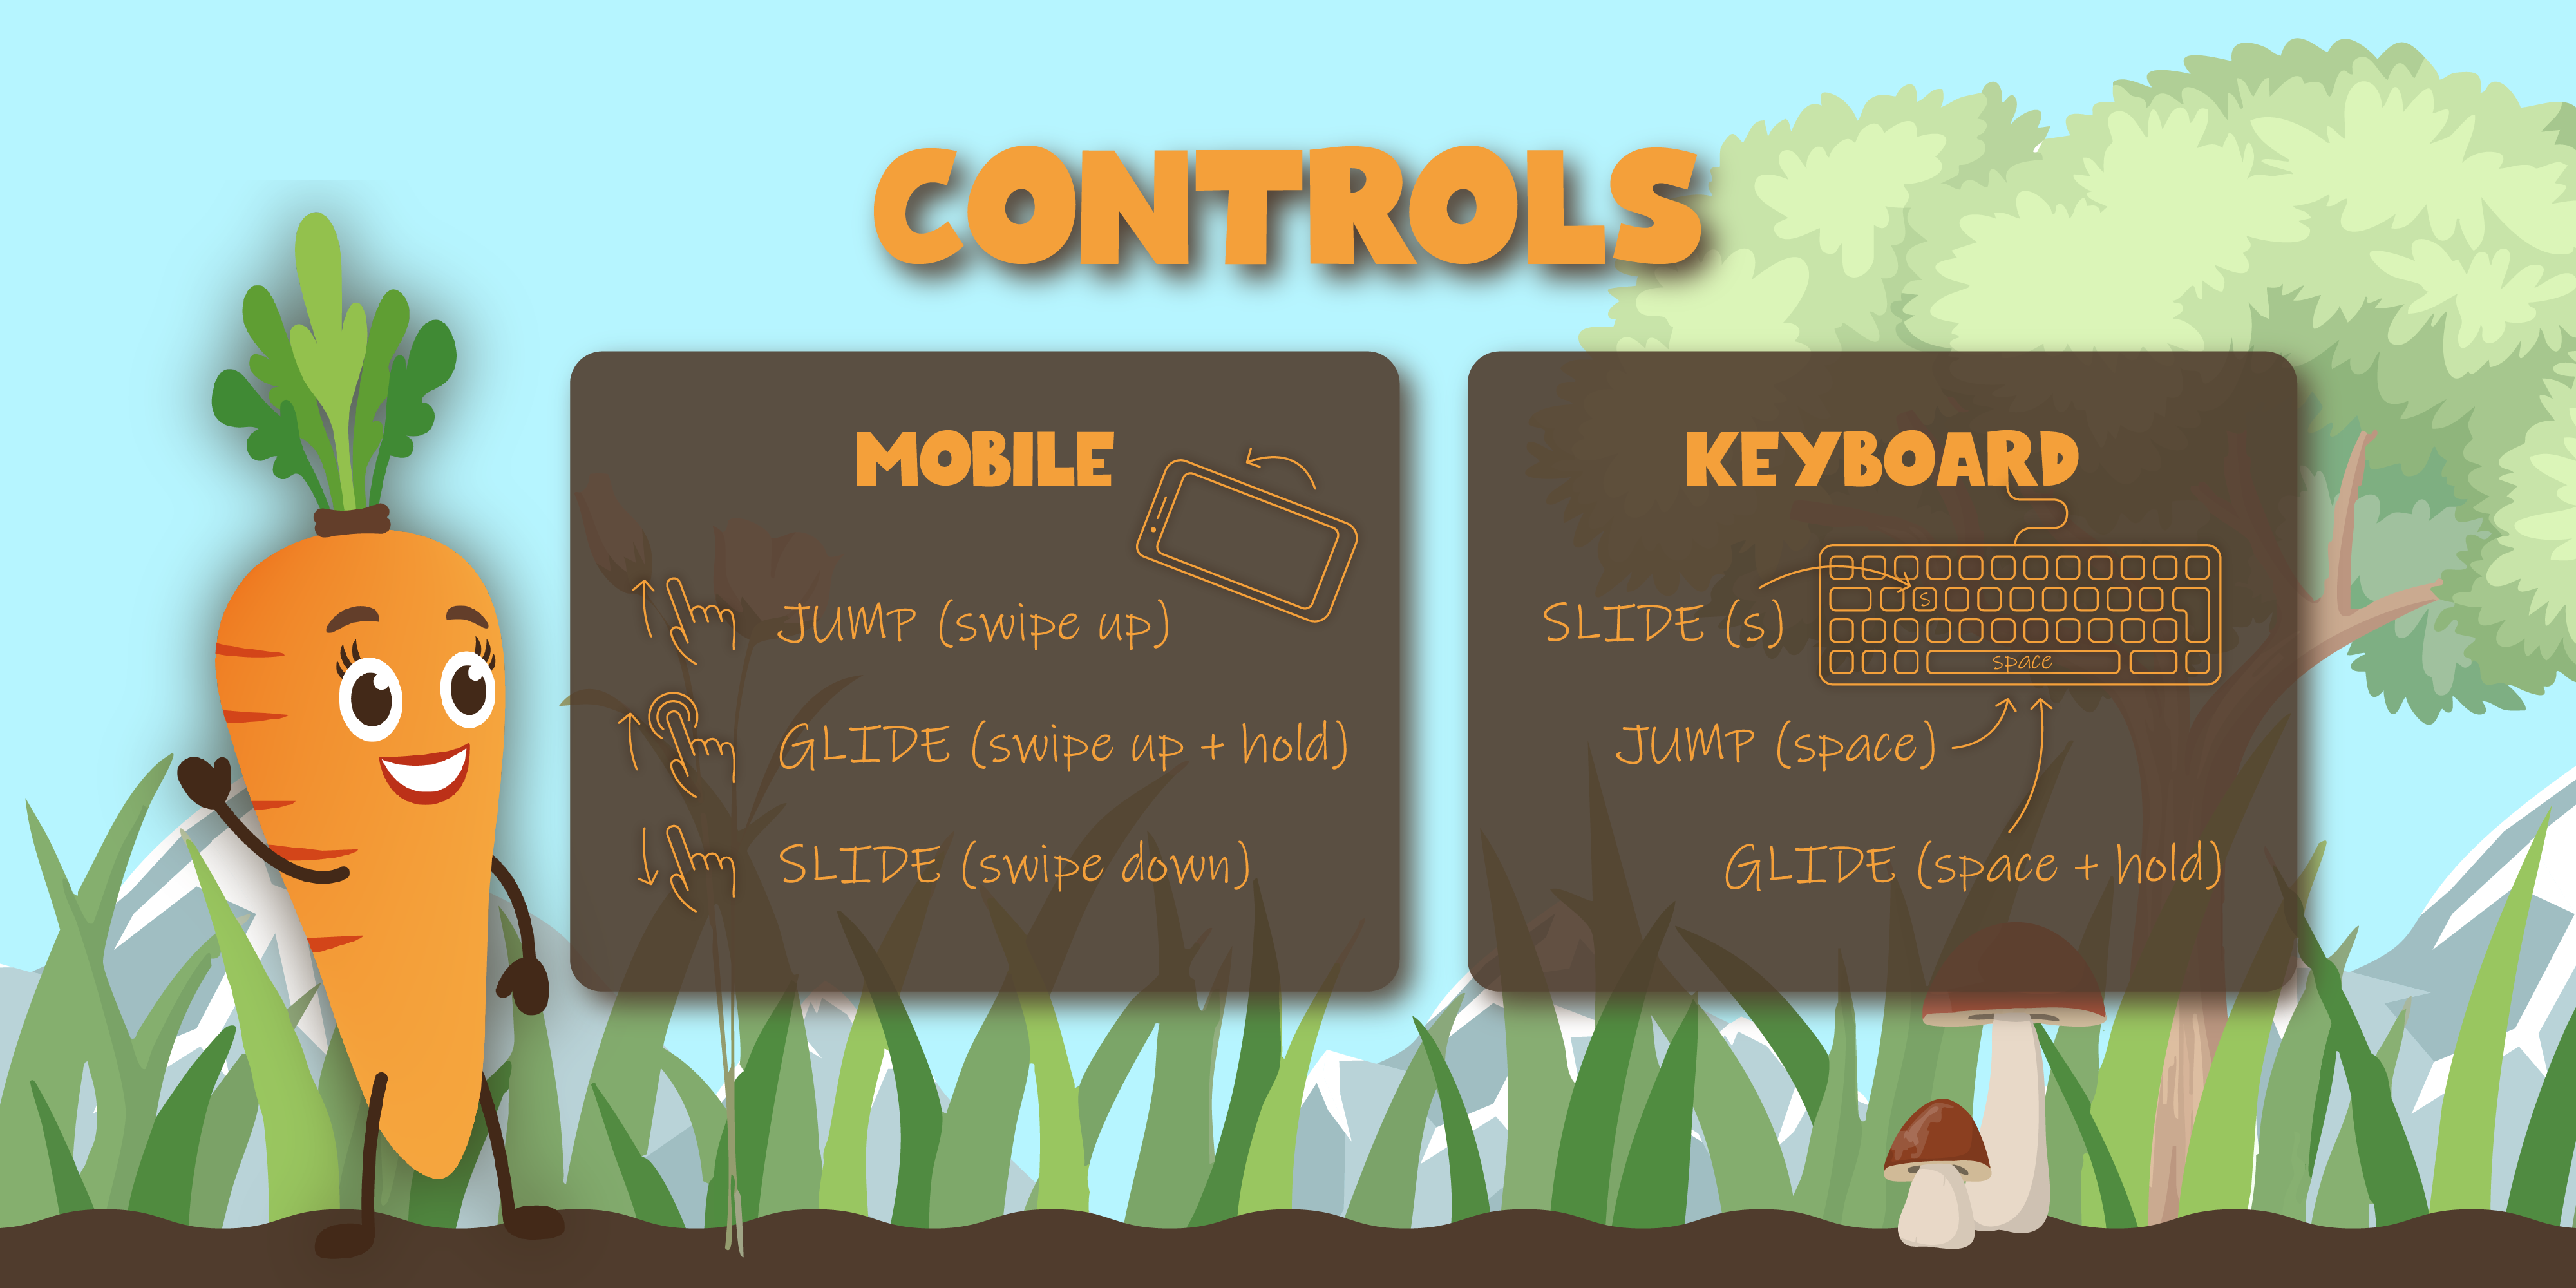 CONTROLS
MOBILE
JUMP (swipe up)
GLIDE (swipe up + hold)
SLIDE (swipe down)
KEYBOARD
SLIDE (s)
s
space
JUMP (space)
GLIDE (space + hold)